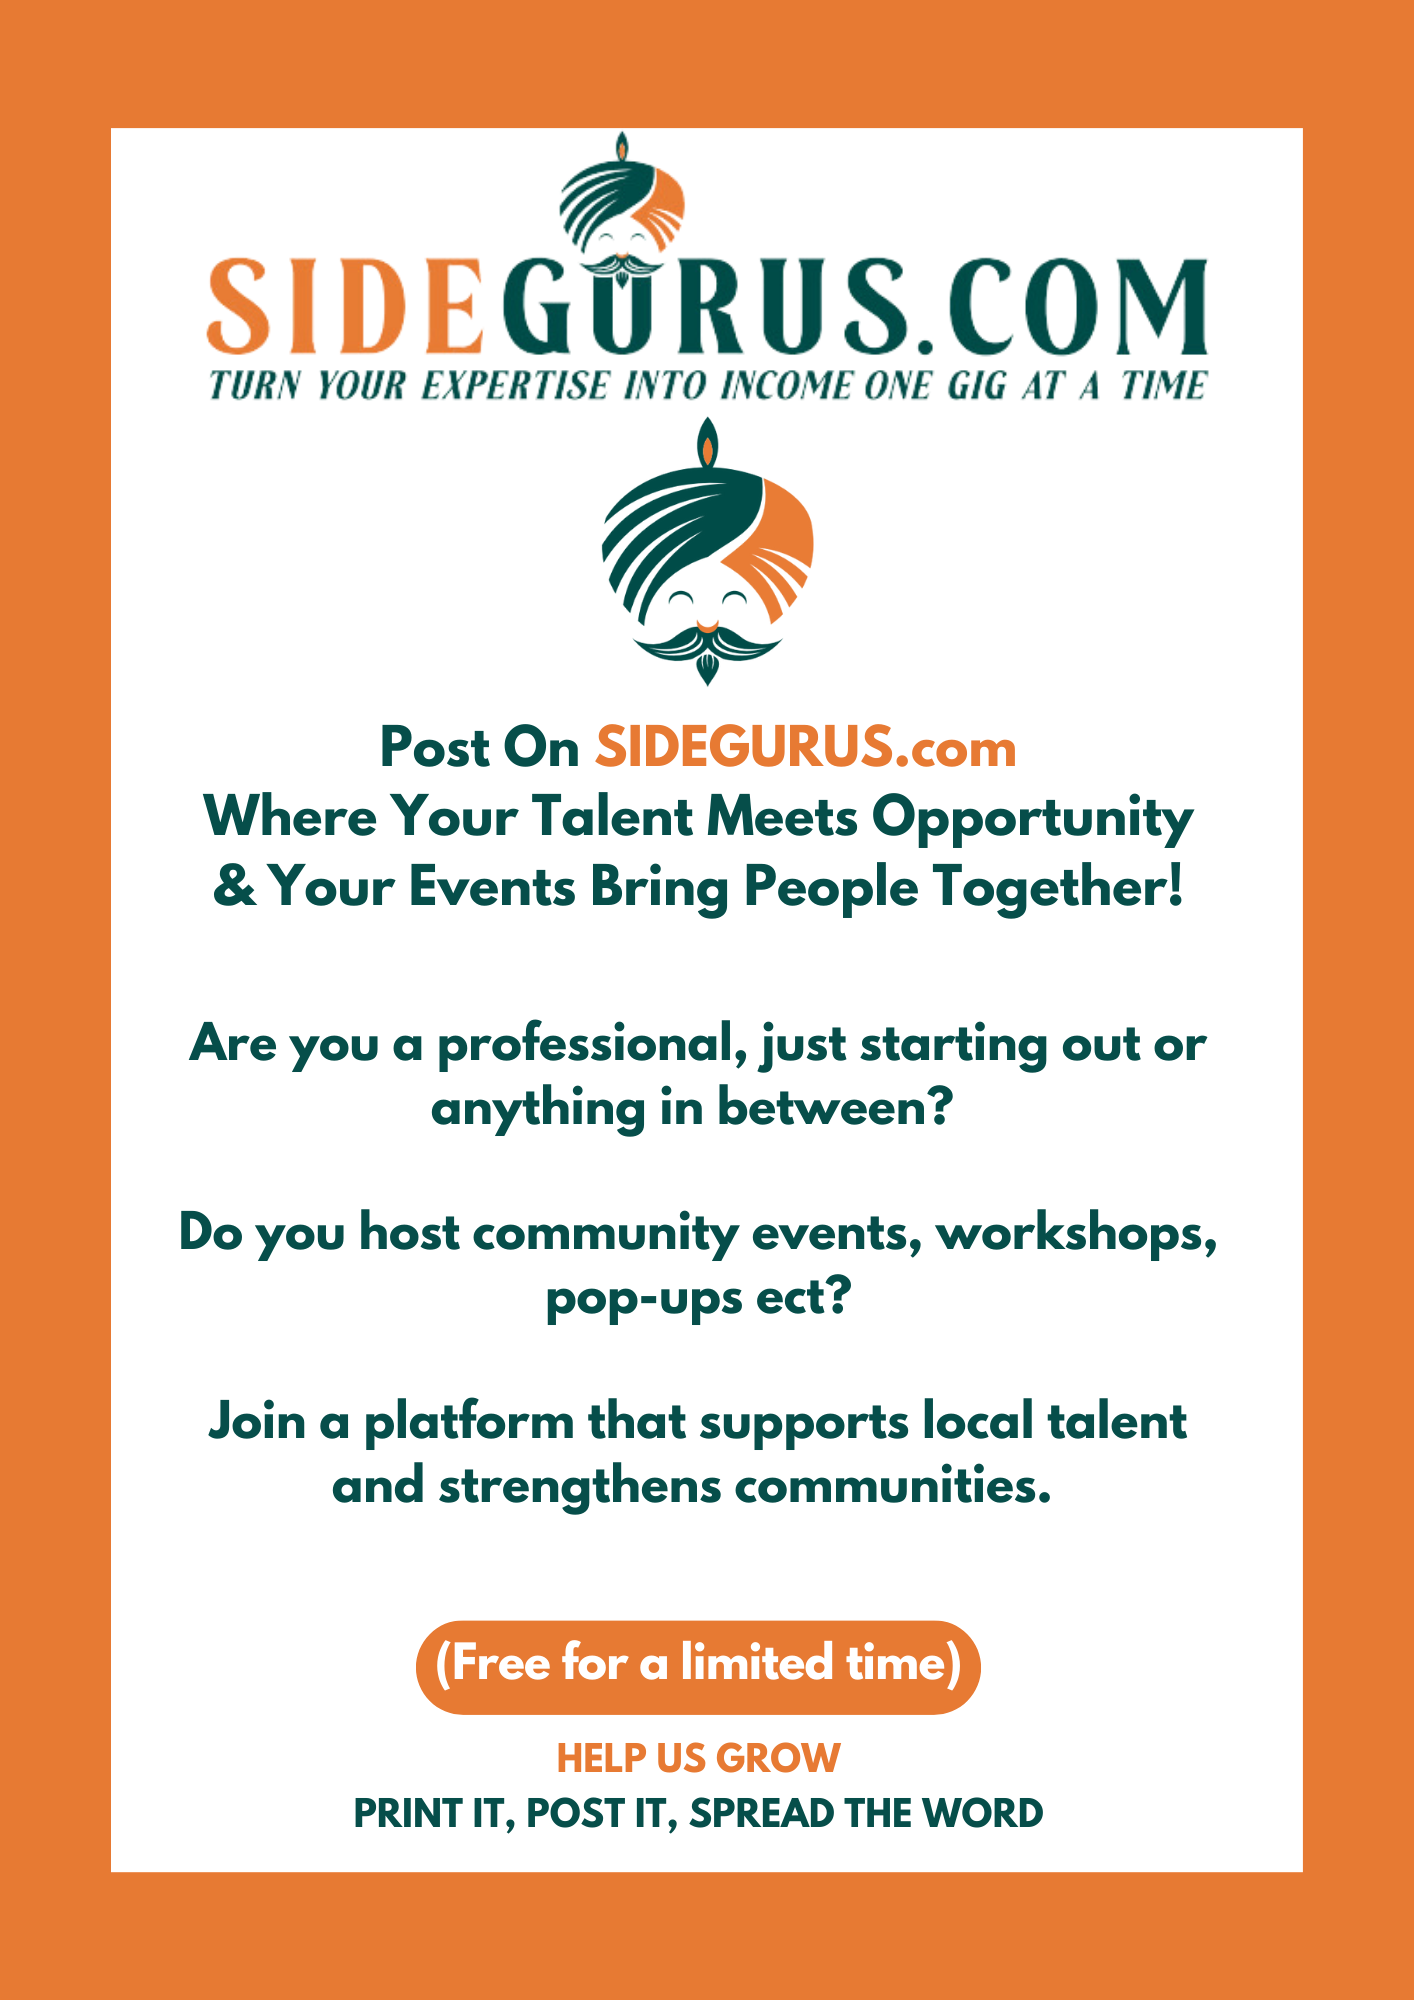 SIDEGURUS.COM
TURN YOUR EXPERTISE INTO INCOME ONE GIG AT A TIME
Post On SIDEGURUS.com
Where Your Talent Meets Opportunity
& Your Events Bring People Together!
Are you a professional, just starting out or
anything in between?
Do you host community events, workshops,
pop-ups ect?
Join a platform that supports local talent
and strengthens communities.
(Free for a limited time)
HELP US GROW
PRINT IT, POST IT, SPREAD THE WORD